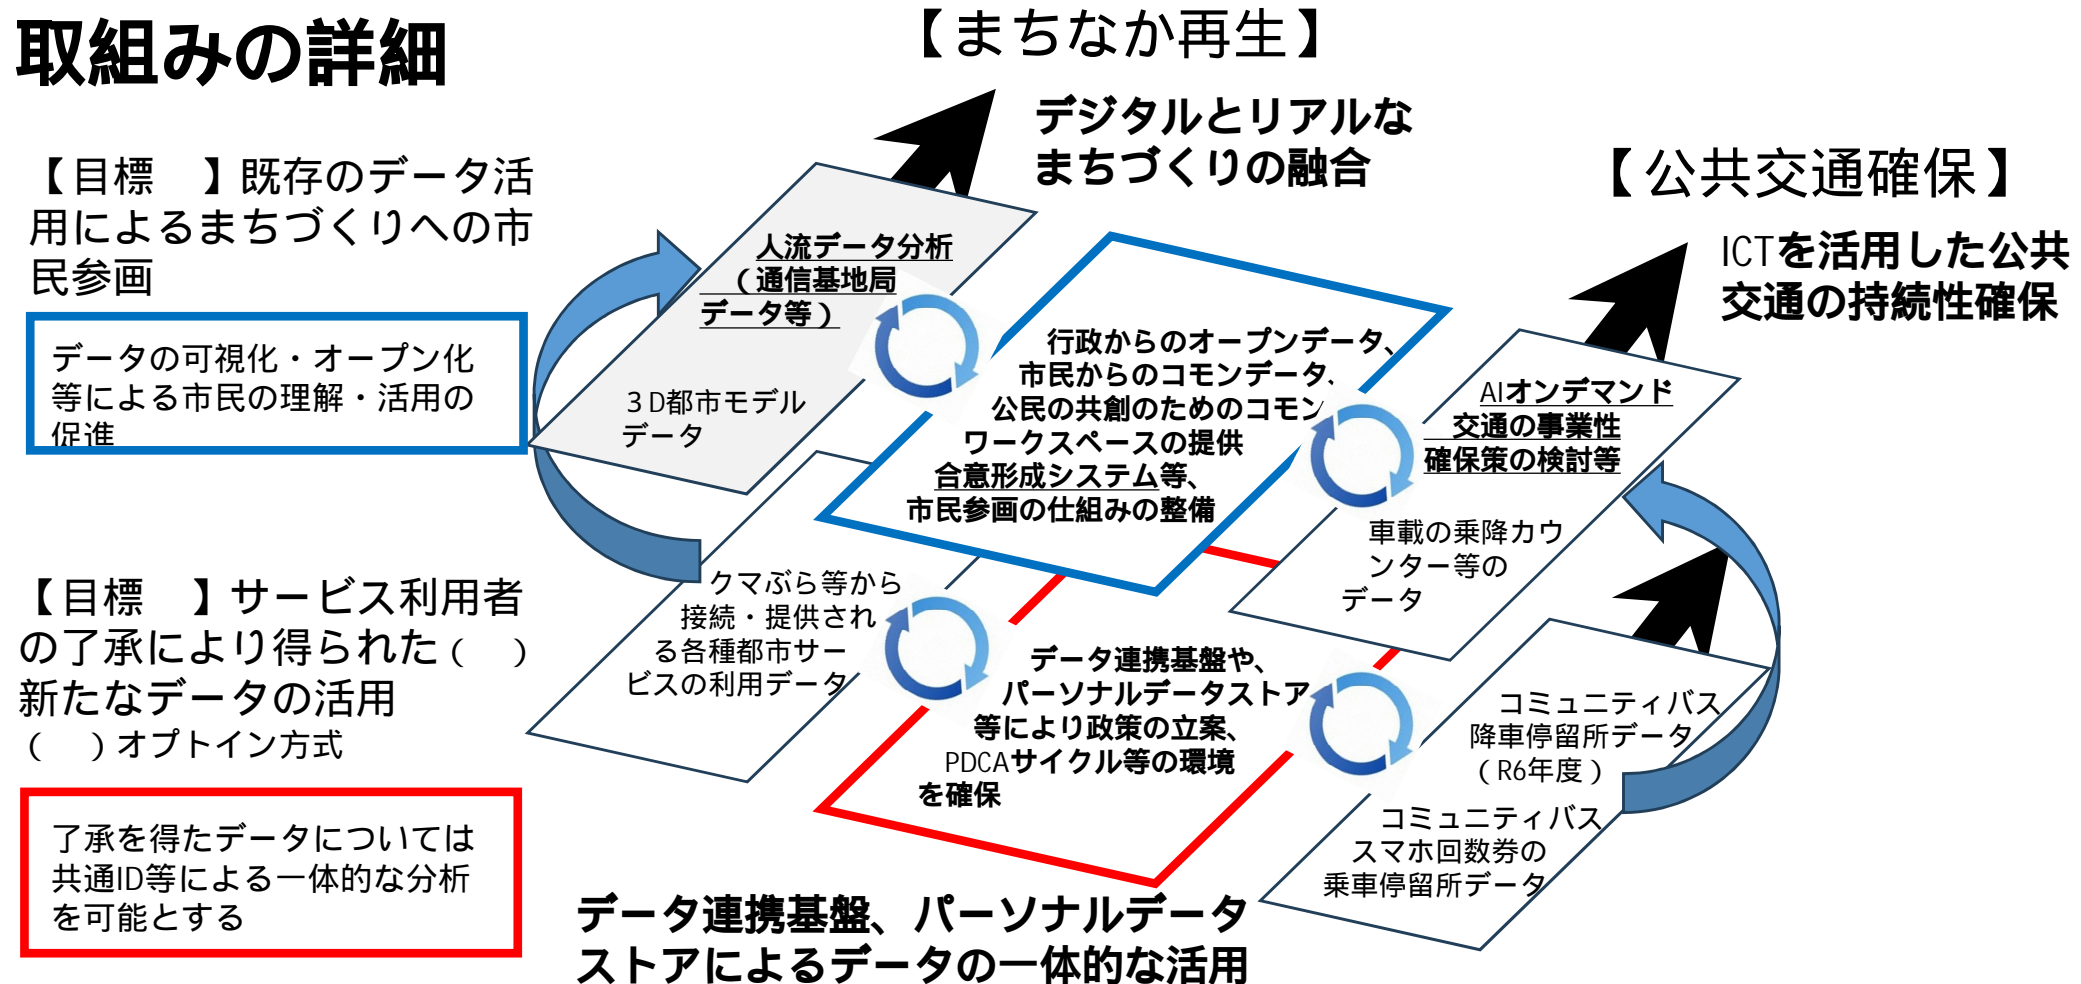 取組みの詳細
【まちなか再生】
デジタルとリアルな
まちづくりの融合
【公共交通確保】
ICTを活用した公共
交通の持続性確保
【目標　】既存のデータ活
用によるまちづくりへの市
民参画
データの可視化・オープン化
等による市民の理解・活用の
促進
人流データ分析
（通信基地局
データ等）
３D都市モデル
データ
行政からのオープンデータ、
市民からのコモンデータ、
公民の共創のためのコモン
ワークスペースの提供
合意形成システム等、
市民参画の仕組みの整備
AIオンデマンド
交通の事業性
確保策の検討等
車載の乗降カウ
ンター等の
データ
【目標　】サービス利用者
の了承により得られた（　）
新たなデータの活用
（　）オプトイン方式
了承を得たデータについては
共通ID等による一体的な分析
を可能とする
クマぶら等から
接続・提供され
る各種都市サー
ビスの利用データ
データ連携基盤や、
パーソナルデータストア
等により政策の立案、
PDCAサイクル等の環境
を確保
コミュニティバス
降車停留所データ
（R6年度）
コミュニティバス
スマホ回数券の
乗車停留所データ
データ連携基盤、パーソナルデータ
ストアによるデータの一体的な活用